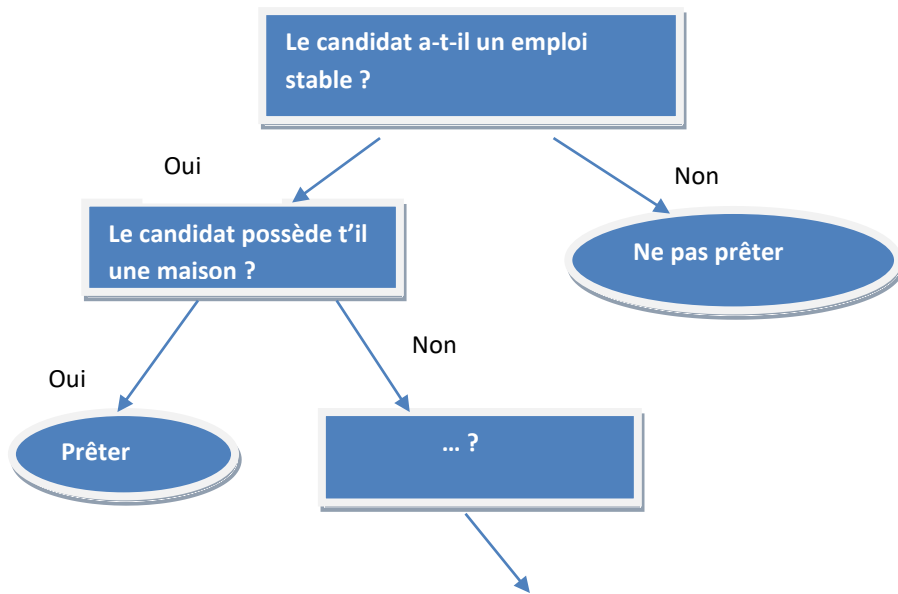 Le candidat a-t-il un emploi
stable ?
Oui
Non
Le candidat possède t’il
une maison ?
Ne pas prêter
Non
Oui
Prêter
... ?